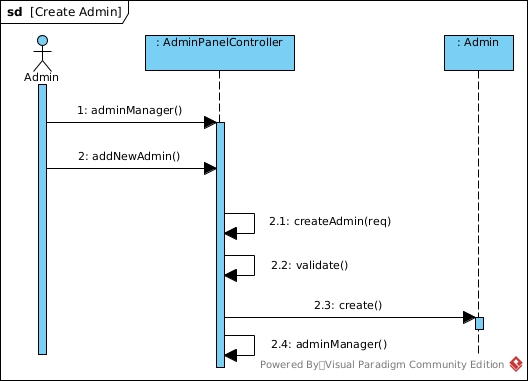 sd [Create Admin]
: AdminPanelController
: Admin
Admin
1: adminManager()
2: addNewAdmin()
2.1: createAdmin(req)
2.2: validate()
2.3: create()
2.4: adminManager()
Powered By Visual Paradigm Community Edition